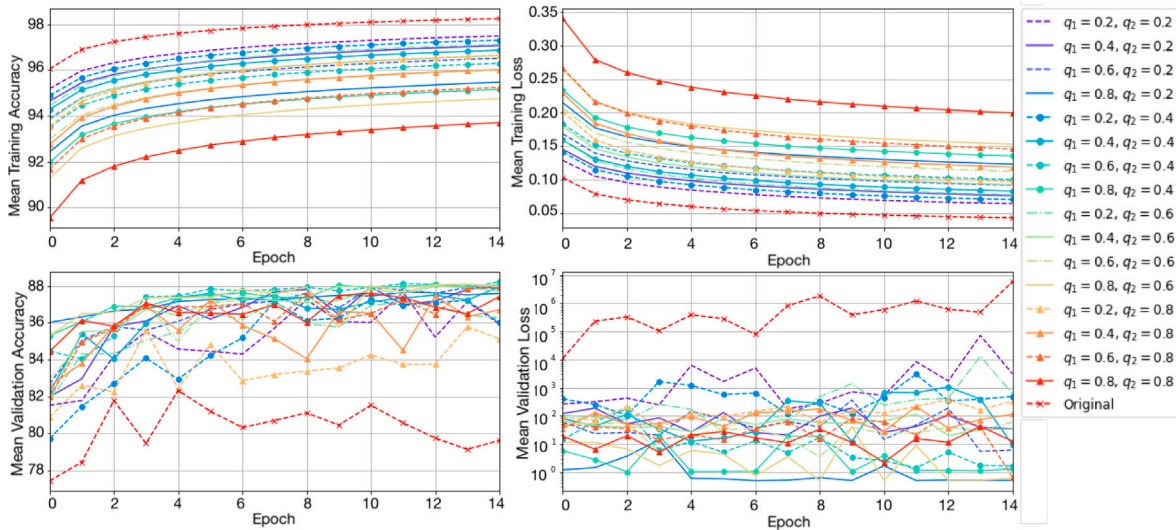 98
96
94
92
90
0 2 4 6 8 10 12 14
Epoch
Mean Training Accuracy
0.35
0.30
0.25
0.20
0.15
0.10
0.05
0 2 4 6 8 10 12 14
Epoch
Mean Training Loss
88
86
84
82
80
78
0 2 4 6 8 10 12 14
Epoch
Mean Validation Accuracy
10^7
10^6
10^5
10^4
10^3
10^2
10^1
10^0
0 2 4 6 8 10 12 14
Epoch
Mean Validation Loss
q₁ = 0.2, q₂ = 0.2
q₁ = 0.4, q₂ = 0.2
q₁ = 0.6, q₂ = 0.2
q₁ = 0.8, q₂ = 0.2
q₁ = 0.2, q₂ = 0.4
q₁ = 0.4, q₂ = 0.4
q₁ = 0.6, q₂ = 0.4
q₁ = 0.8, q₂ = 0.4
q₁ = 0.2, q₂ = 0.6
q₁ = 0.4, q₂ = 0.6
q₁ = 0.6, q₂ = 0.6
q₁ = 0.8, q₂ = 0.6
q₁ = 0.2, q₂ = 0.8
q₁ = 0.4, q₂ = 0.8
q₁ = 0.6, q₂ = 0.8
q₁ = 0.8, q₂ = 0.8
Original